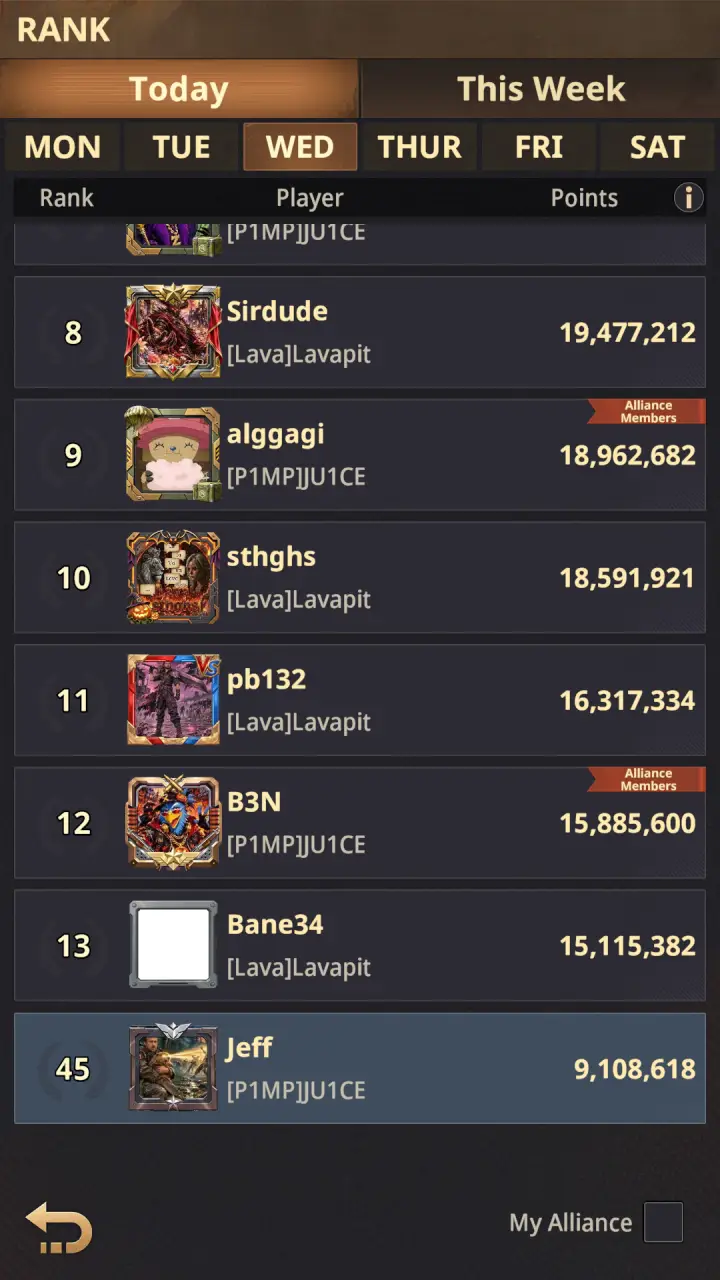 RANK
Today
This Week
MON
TUE
WED
THUR
FRI
SAT
Rank
Player
Points
[P1MP]JU1CE
8
Sirdude
[Lava]Lavapit
19,477,212
9
alggagi
[P1MP]JU1CE
Alliance
Members
18,962,682
10
sthghs
[Lava]Lavapit
18,591,921
11
VS
pb132
[Lava]Lavapit
16,317,334
12
B3N
[P1MP]JU1CE
Alliance
Members
15,885,600
13
Bane34
[Lava]Lavapit
15,115,382
45
Jeff
[P1MP]JU1CE
9,108,618
My Alliance